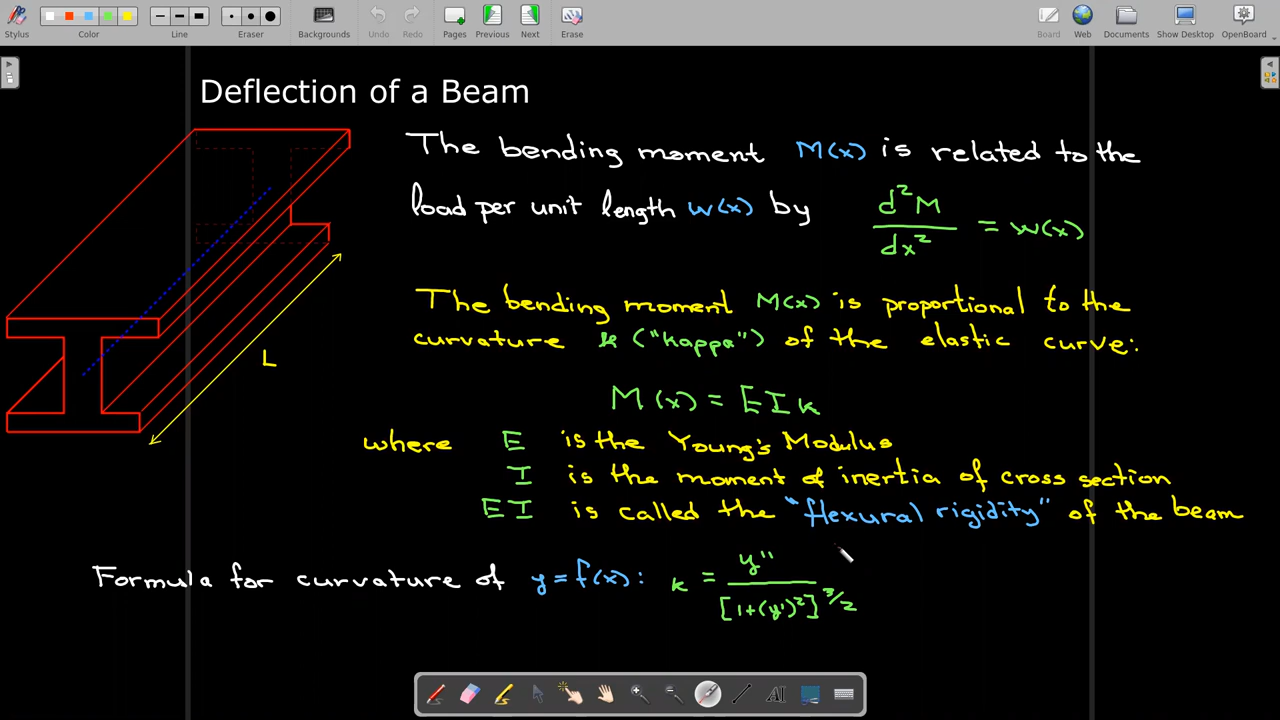 Stylus
Color
Line
Eraser
Backgrounds
Undo
Redo
Pages
Previous
Next
Erase
Board
Web
Documents
Show Desktop
OpenBoard
Deflection of a Beam
The bending moment M(x) is related to the
load per unit length w(x) by d²M/dx² = w(x)
The bending moment M(x) is proportional to the
curvature κ ("kappa") of the elastic curve:
L
M(x) = EIκ
where E is the Young's Modulus
I is the moment of inertia of cross section
EI is called the "flexural rigidity" of the beam
Formula for curvature of y = f(x): κ = y'' / [1+(y')²]^3/2
AI